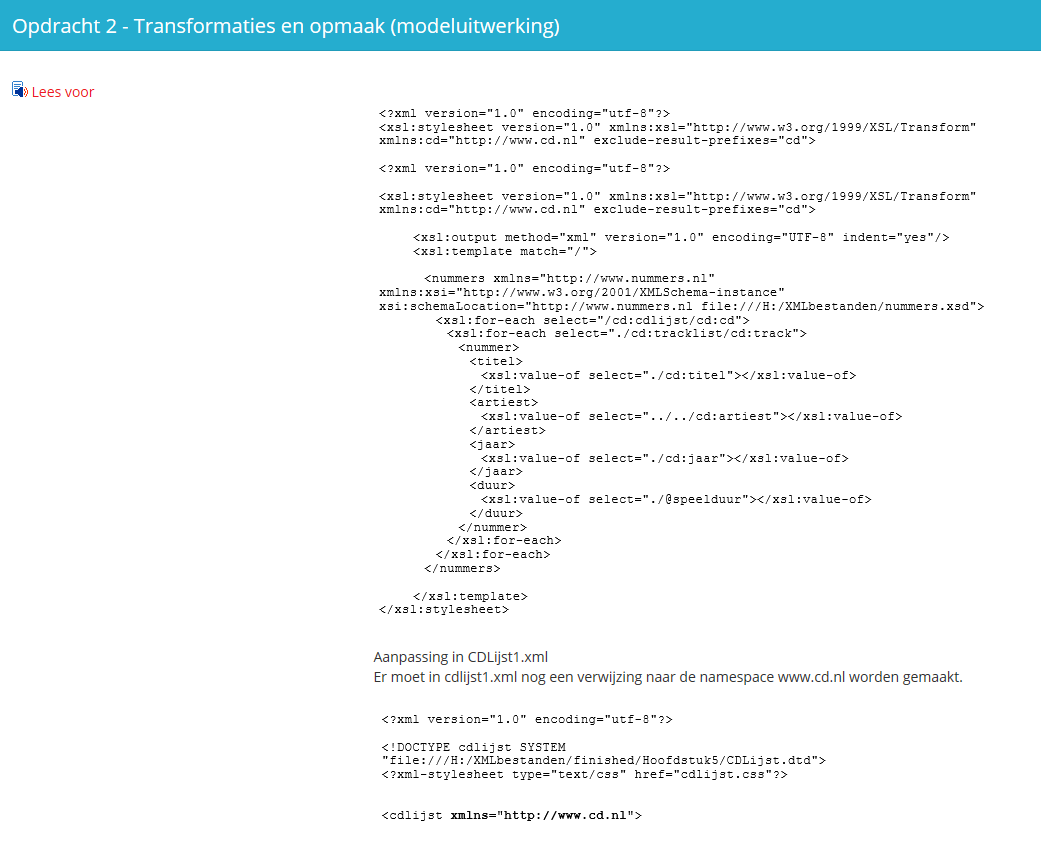 Opdracht 2 - Transformaties en opmaak (modeluitwerking)
Lees voor
<?xml version="1.0" encoding="utf-8"?>
<xsl:stylesheet version="1.0" xmlns:xsl="http://www.w3.org/1999/XSL/Transform"
xmlns:cd="http://www.cd.nl" exclude-result-prefixes="cd">
<?xml version="1.0" encoding="utf-8"?>
<xsl:stylesheet version="1.0" xmlns:xsl="http://www.w3.org/1999/XSL/Transform"
xmlns:cd="http://www.cd.nl" exclude-result-prefixes="cd">
<xsl:output method="xml" version="1.0" encoding="UTF-8" indent="yes"/>
<xsl:template match="/">
<nummers xmlns="http://www.nummers.nl"
xmlns:xsi="http://www.w3.org/2001/XMLSchema-instance"
xsi:schemaLocation="http://www.nummers.nl file:///H:/XMLbestanden/nummers.xsd">
<xsl:for-each select="/cd:cdlijst/cd:cd">
<xsl:for-each select="./cd:tracklist/cd:track">
<nummer>
<titel>
<xsl:value-of select="./cd:titel"></xsl:value-of>
</titel>
<artiest>
<xsl:value-of select="../../cd:artiest"></xsl:value-of>
</artiest>
<jaar>
<xsl:value-of select="./cd:jaar"></xsl:value-of>
</jaar>
<duur>
<xsl:value-of select="./@speelduur"></xsl:value-of>
</duur>
</nummer>
</xsl:for-each>
</xsl:for-each>
</nummers>
</xsl:template>
</xsl:stylesheet>
Aanpassing in CDLijst1.xml
Er moet in cdlijst1.xml nog een verwijzing naar de namespace www.cd.nl worden gemaakt.
<?xml version="1.0" encoding="utf-8"?>
<!DOCTYPE cdlijst SYSTEM
"file:///H:/XMLbestanden/finished/Hoofdstuk5/CDLijst.dtd">
<?xml-stylesheet type="text/css" href="cdlijst.css"?>
<cdlijst xmlns="http://www.cd.nl">